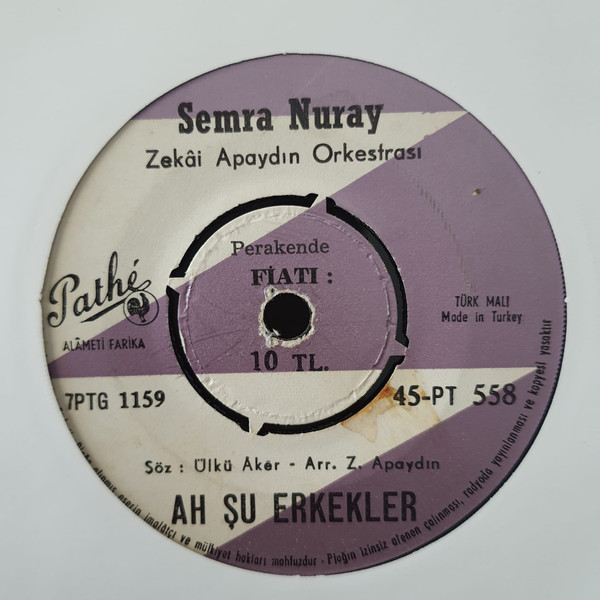 Semra Nuray
Zekâi Apaydın Orkestrası
Perakende
FİATI :
10 TL.
Pathé
ALÂMETİ FARİKA
TÜRK MALI
Made in Turkey
7PTG 1159
45-PT 558
Söz : Ülkü Aker - Arr. Z. Apaydın
AH ŞU ERKEKLER
imalâtçı ve mülkiyet hakları mahfuzdur · Plağın izinsiz alenen çalınması, radyoda yayınlanması ve kopyesi yasaktır